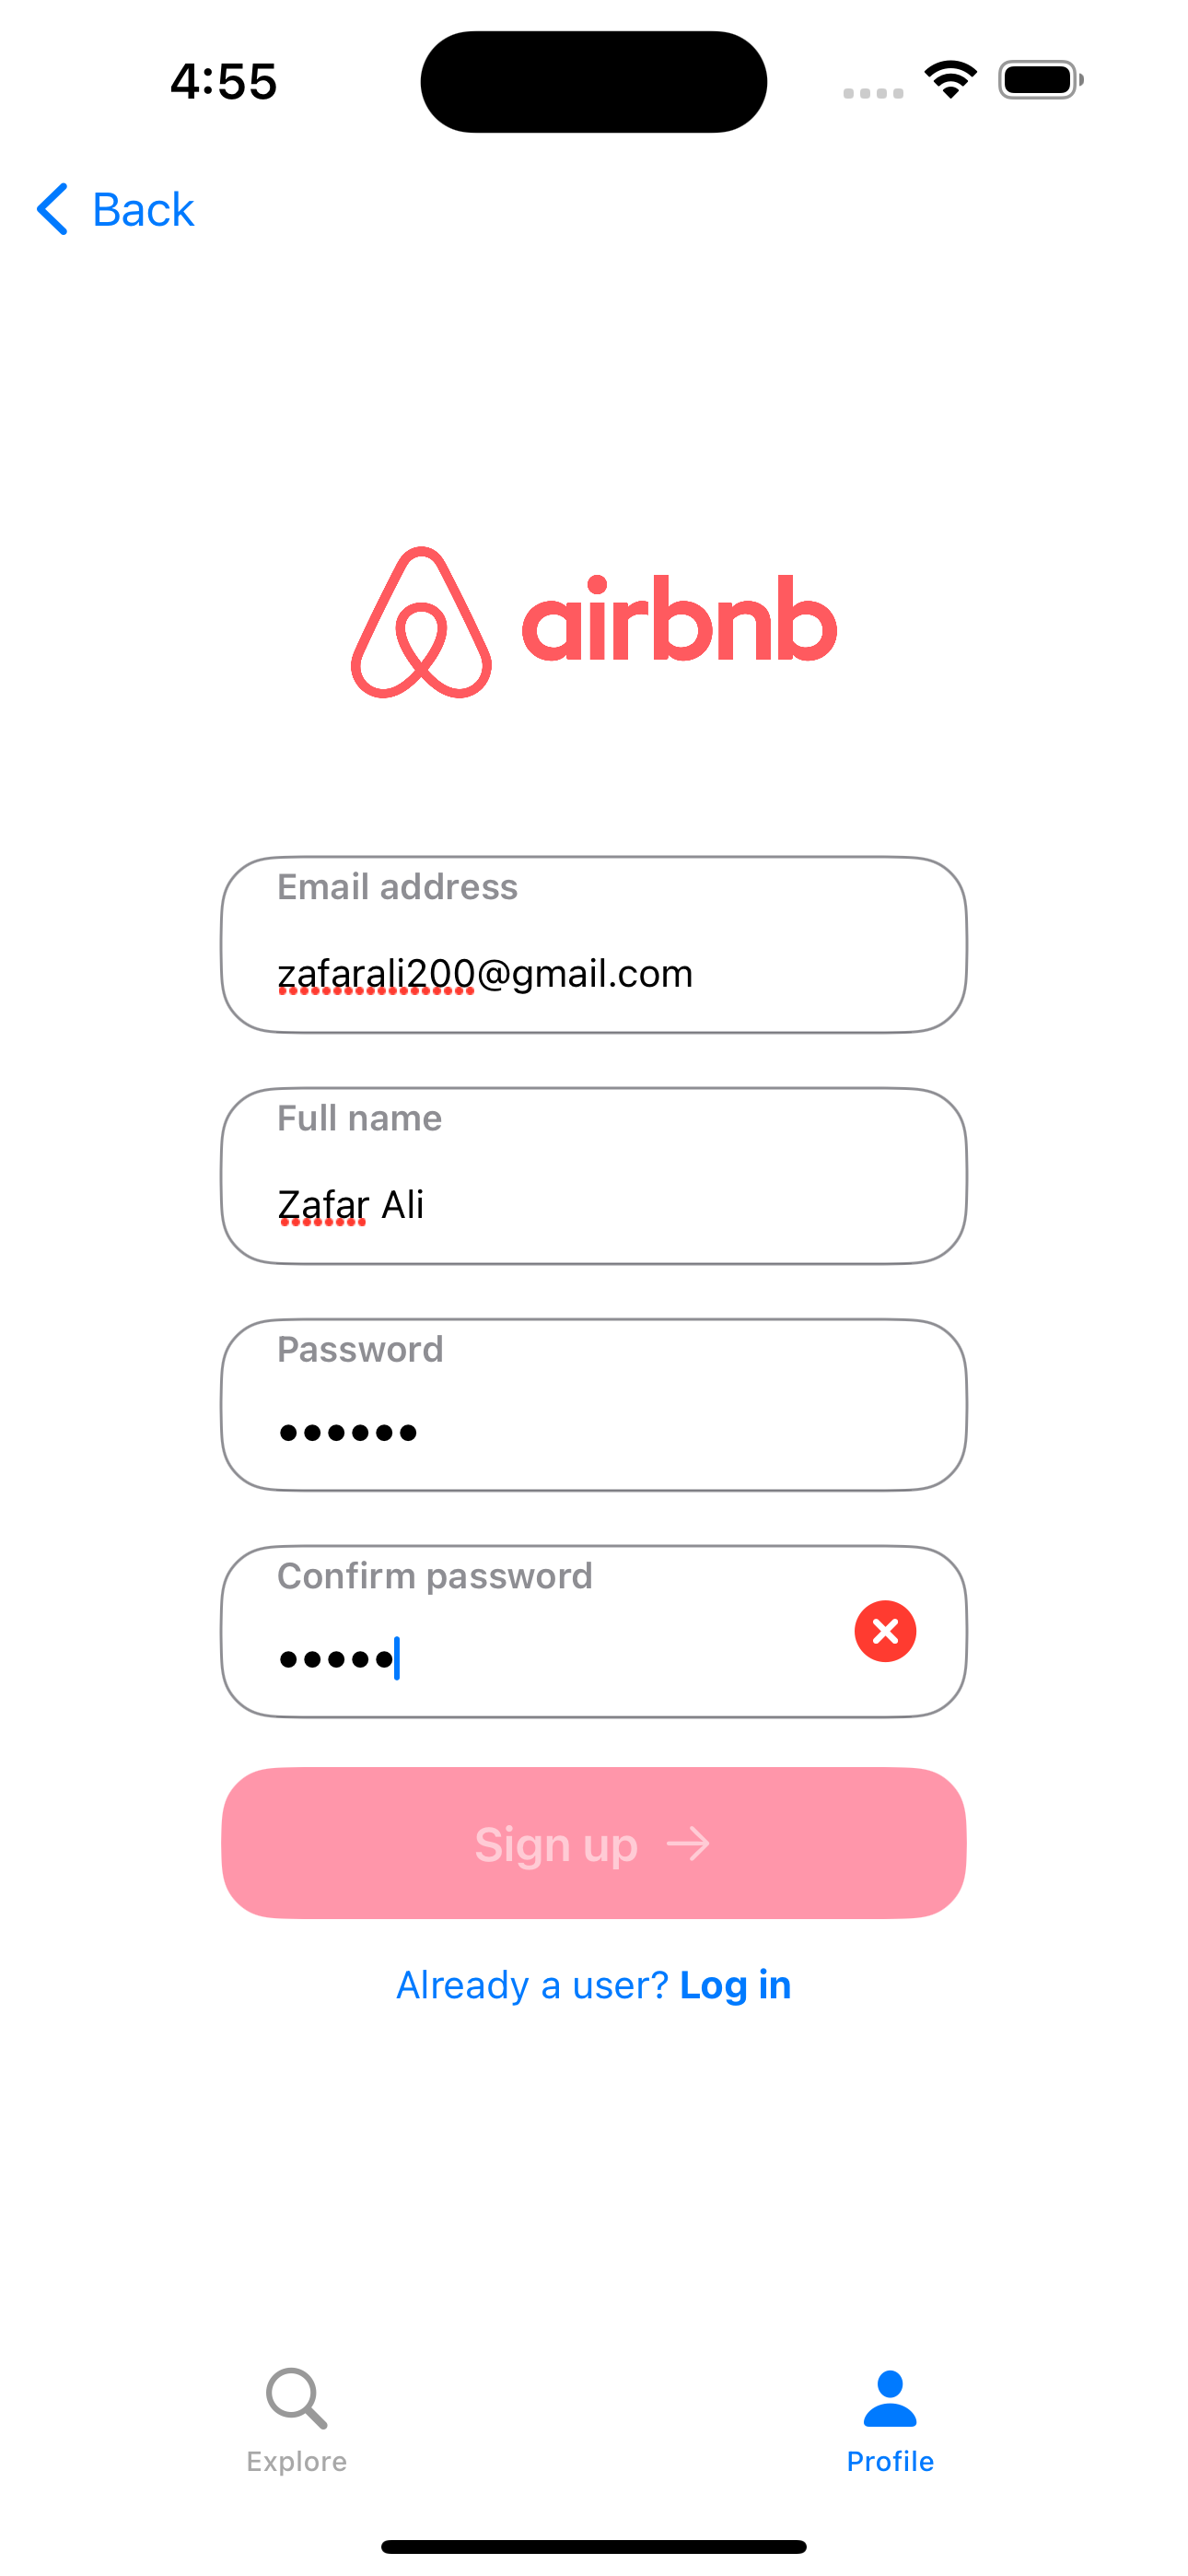 4:55
Back
airbnb
Email address
zafarali200@gmail.com
Full name
Zafar Ali
Password
••••••
Confirm password
•••••
Sign up →
Already a user? Log in
Explore
Profile